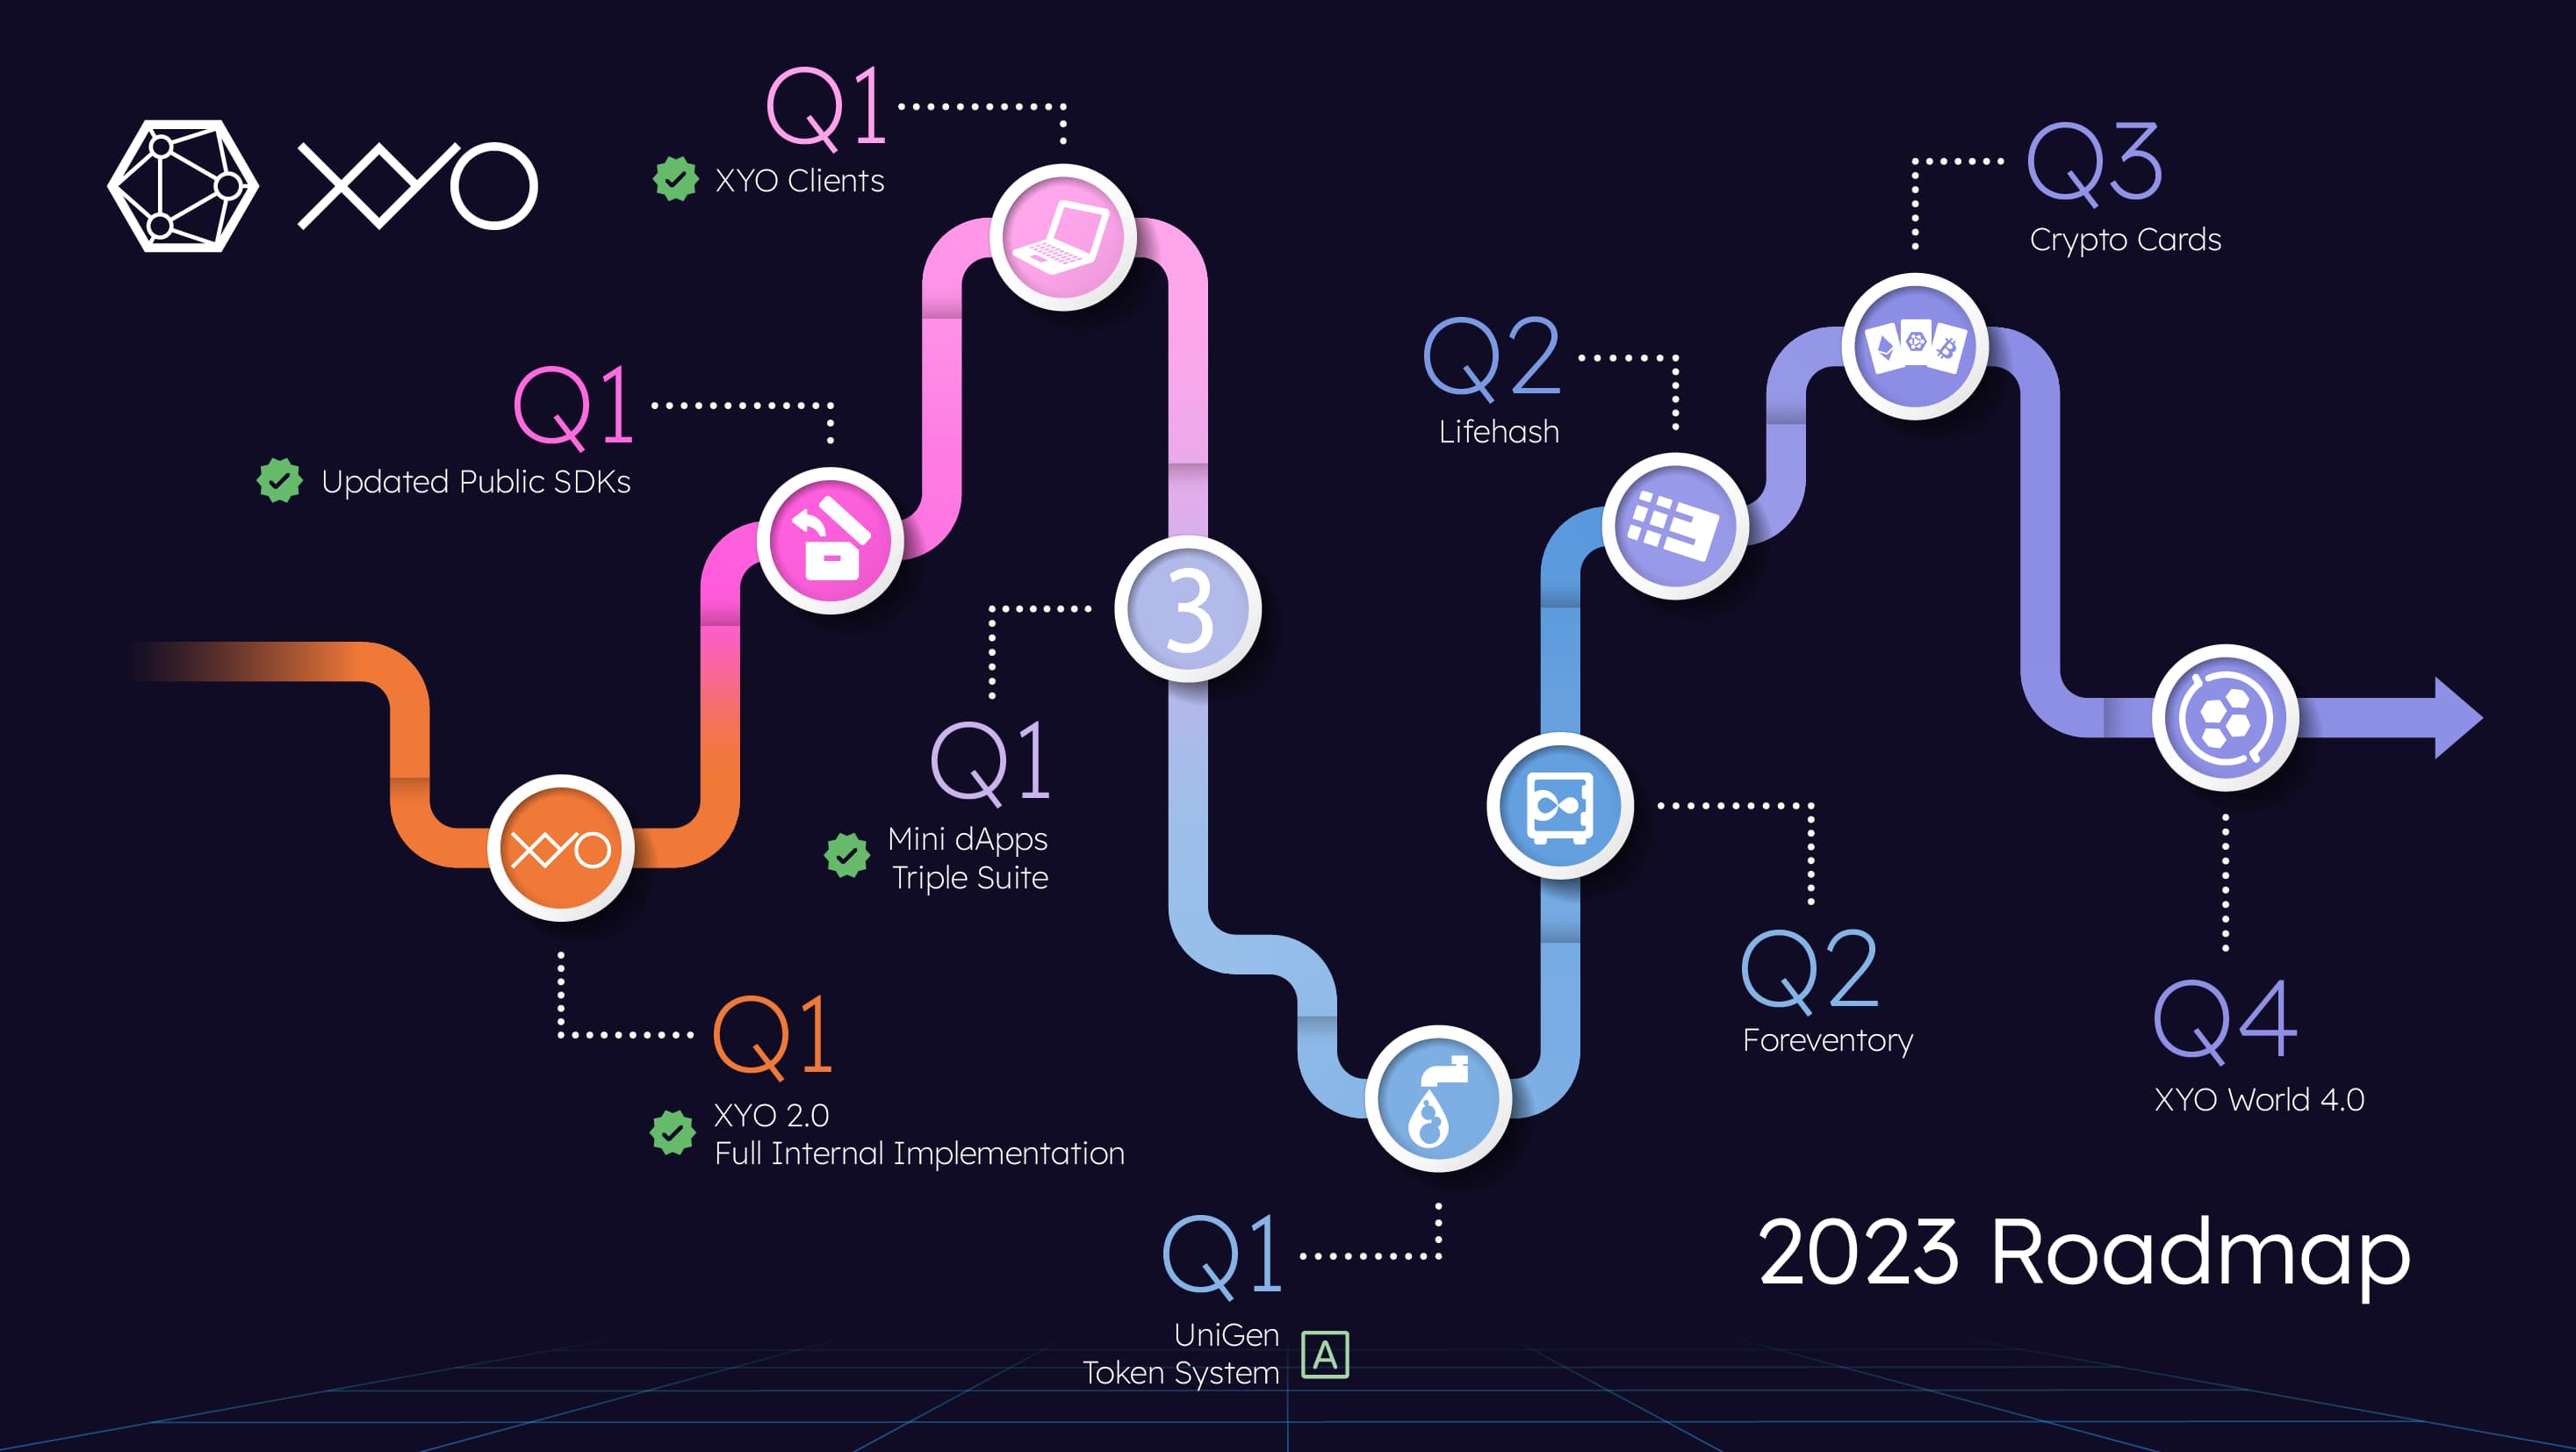 XYO
Q1
XYO Clients
Q3
Crypto Cards
Q1
Updated Public SDKs
Q2
Lifehash
3
Q1
Mini dApps
Triple Suite
XYO
Q1
XYO 2.0
Full Internal Implementation
Q2
Foreventory
Q4
XYO World 4.0
Q1
UniGen
Token System
A
2023 Roadmap